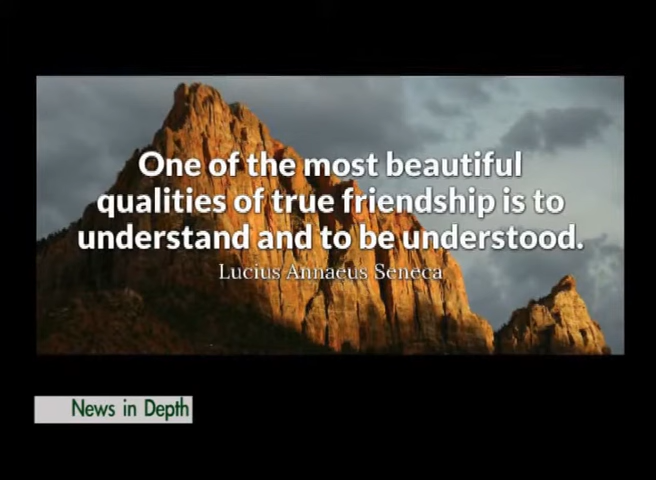 One of the most beautiful
qualities of true friendship is to
understand and to be understood.
Lucius Annaeus Seneca
News in Depth